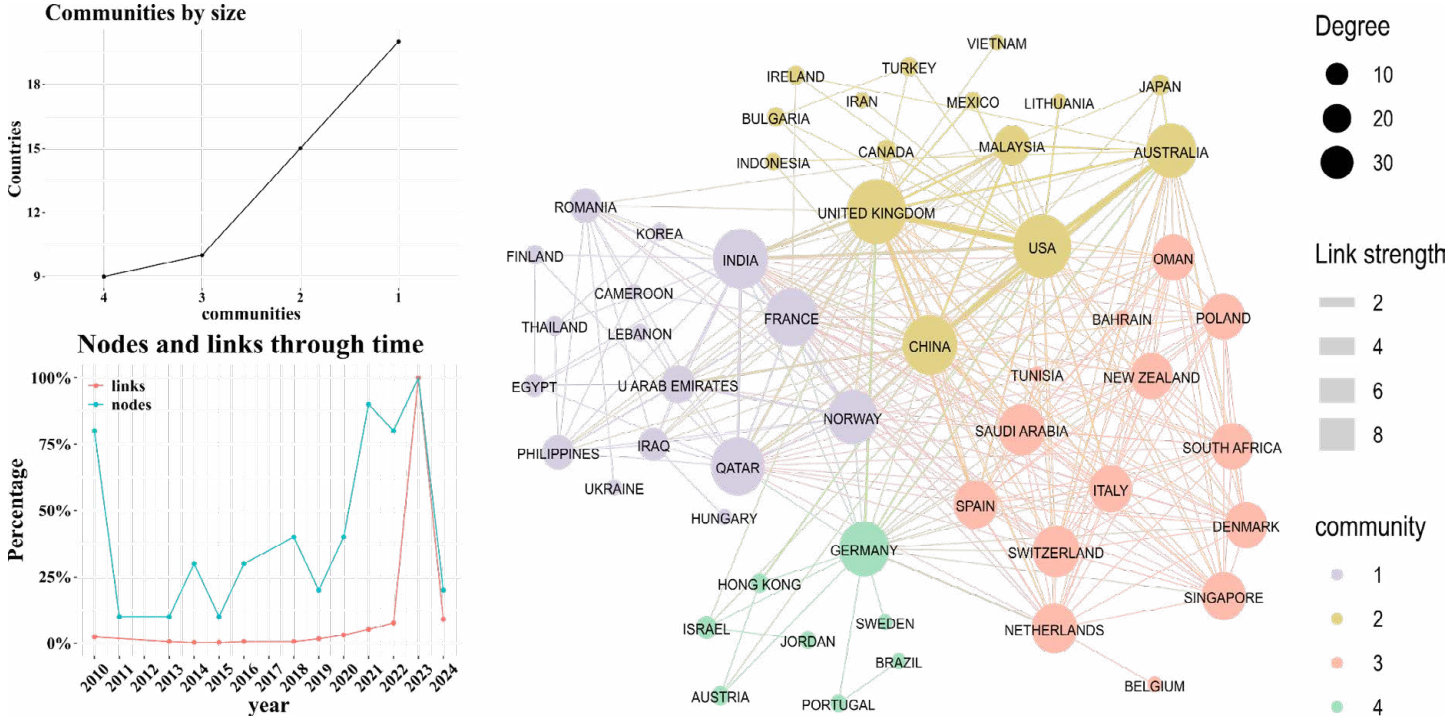 Communities by size
Countries
18
15
12
9
4 3 2 1
communities
Nodes and links through time
Percentage
100%
75%
50%
25%
0%
links
nodes
2010 2011 2012 2013 2014 2015 2016 2017 2018 2019 2020 2021 2022 2023 2024
year
VIETNAM
TURKEY
IRELAND
JAPAN
IRAN
MEXICO
LITHUANIA
BULGARIA
MALAYSIA
CANADA
AUSTRALIA
INDONESIA
ROMANIA
UNITED KINGDOM
KOREA
USA
FINLAND
INDIA
OMAN
CAMEROON
FRANCE
BAHRAIN
POLAND
THAILAND
LEBANON
CHINA
TUNISIA
NEW ZEALAND
EGYPT
U ARAB EMIRATES
NORWAY
SAUDI ARABIA
IRAQ
SOUTH AFRICA
PHILIPPINES
QATAR
UKRAINE
ITALY
SPAIN
HUNGARY
DENMARK
GERMANY
SWITZERLAND
HONG KONG
SINGAPORE
SWEDEN
ISRAEL
NETHERLANDS
JORDAN
BRAZIL
BELGIUM
AUSTRIA
PORTUGAL
Degree
10
20
30
Link strength
2
4
6
8
community
1
2
3
4